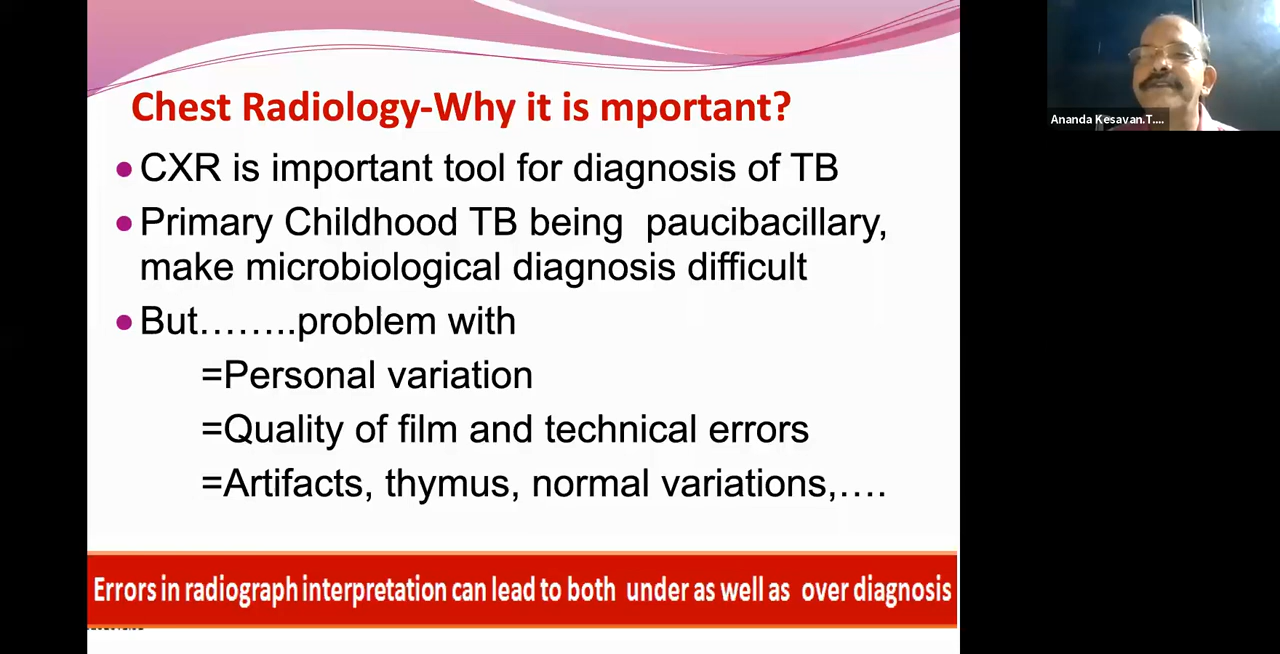 Chest Radiology-Why it is mportant?
Ananda Kesavan.T....
●CXR is important tool for diagnosis of TB
●Primary Childhood TB being paucibacillary,
make microbiological diagnosis difficult
●But……..problem with
=Personal variation
=Quality of film and technical errors
=Artifacts, thymus, normal variations,….
Errors in radiograph interpretation can lead to both under as well as over diagnosis